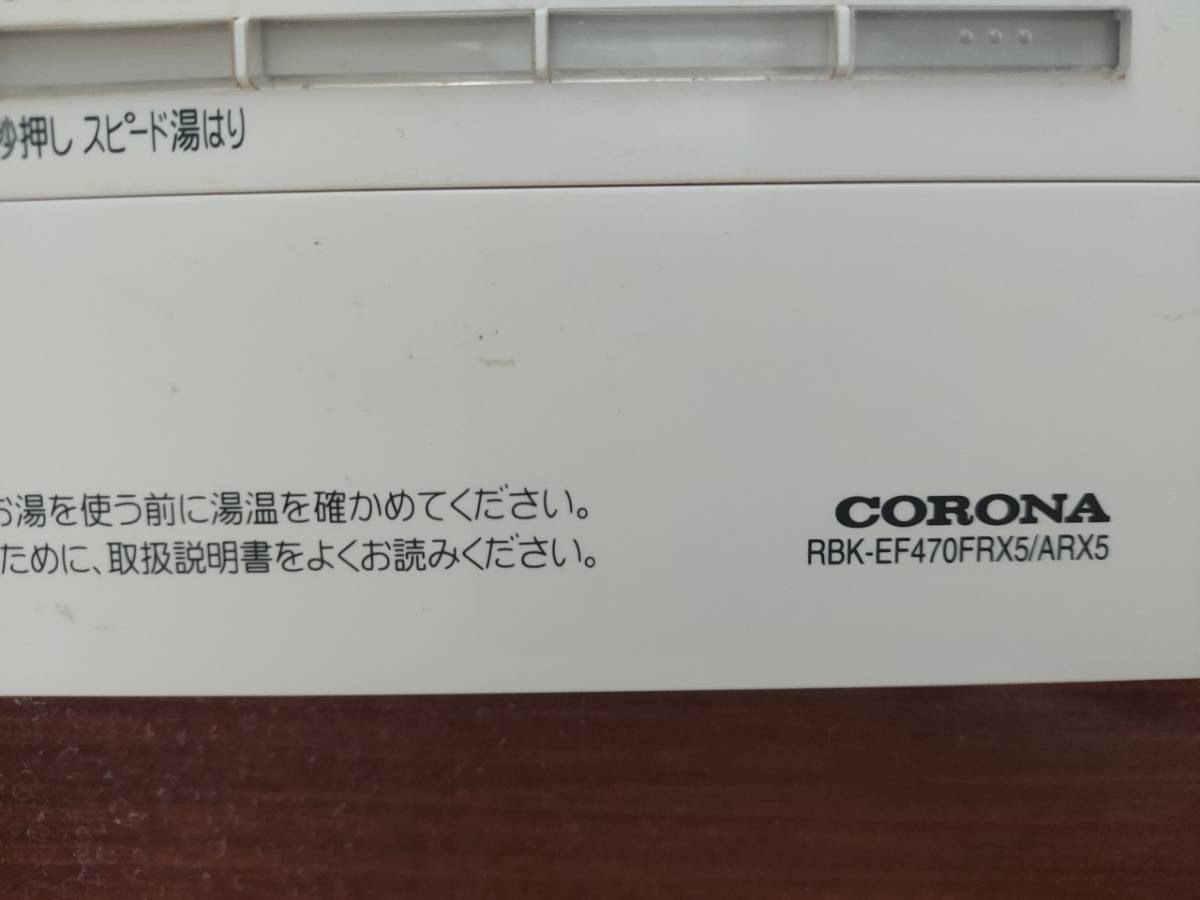 秒押し スピード湯はり
お湯を使う前に湯温を確かめてください。
ために、取扱説明書をよくお読みください。
CORONA
RBK-EF470FRX5/ARX5